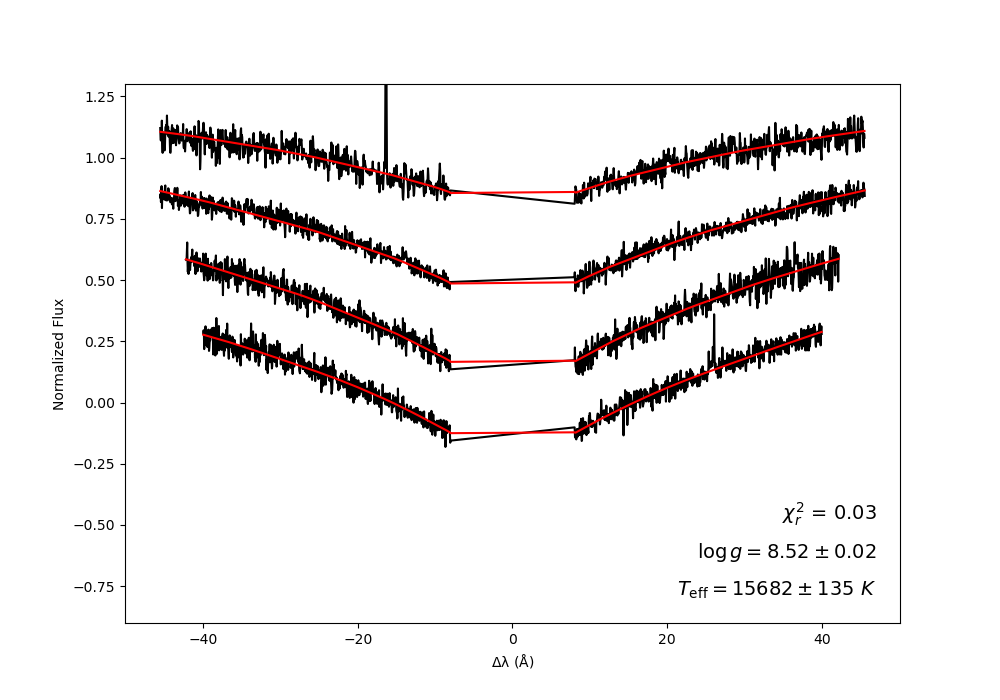 1.25
1.00
0.75
0.50
0.25
0.00
−0.25
−0.50
−0.75
Normalized Flux
χ²ᵣ = 0.03
log g = 8.52 ± 0.02
T_eff = 15682 ± 135 K
−40 −20 0 20 40
Δλ (Å)